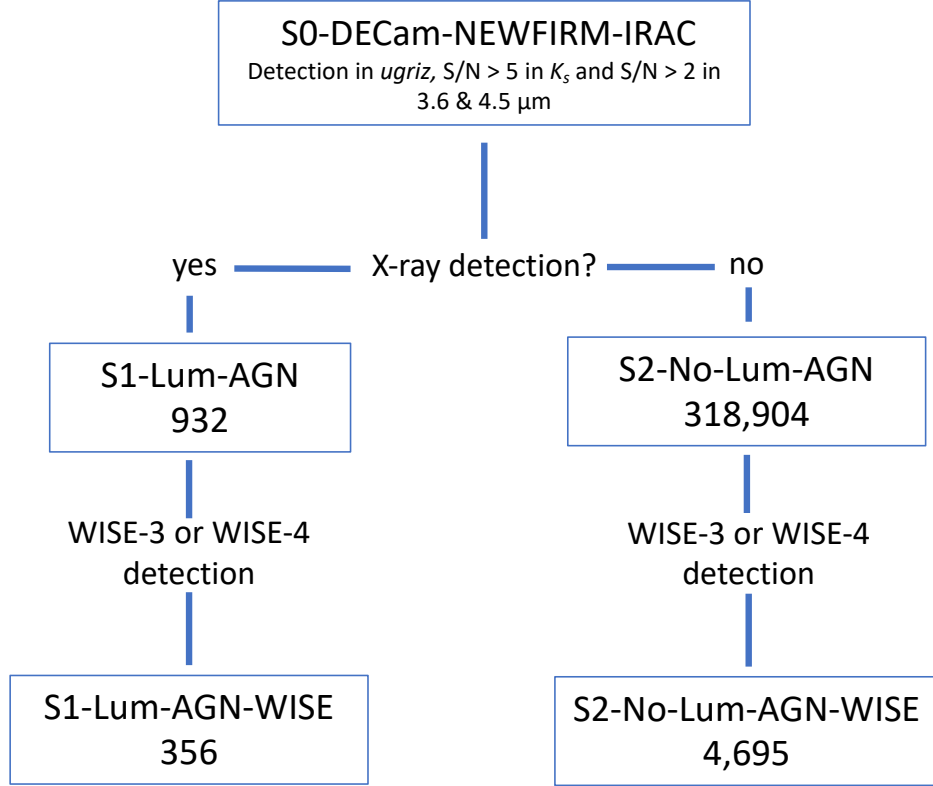 S0-DECam-NEWFIRM-IRAC
Detection in ugriz, S/N > 5 in Ks and S/N > 2 in
3.6 & 4.5 μm
yes
X-ray detection?
no
S1-Lum-AGN
932
S2-No-Lum-AGN
318,904
WISE-3 or WISE-4
detection
WISE-3 or WISE-4
detection
S1-Lum-AGN-WISE
356
S2-No-Lum-AGN-WISE
4,695